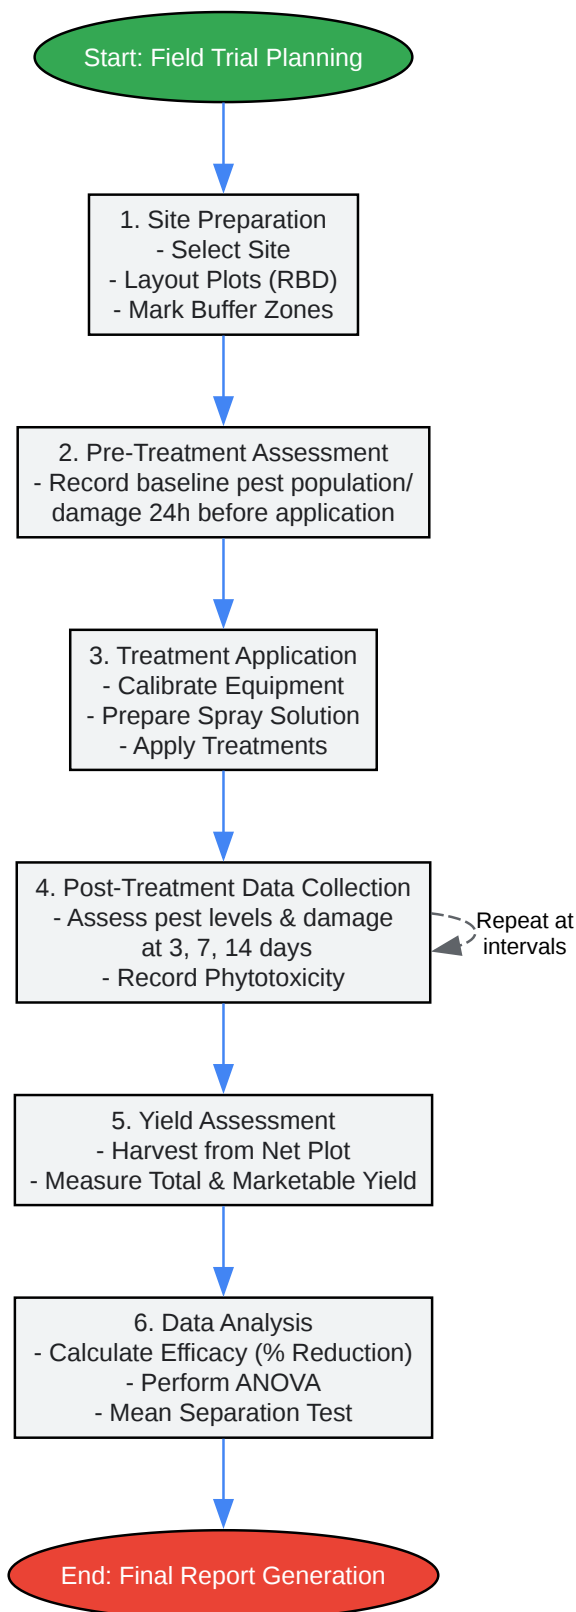 Start: Field Trial Planning
1. Site Preparation
- Select Site
- Layout Plots (RBD)
- Mark Buffer Zones
2. Pre-Treatment Assessment
- Record baseline pest population/
damage 24h before application
3. Treatment Application
- Calibrate Equipment
- Prepare Spray Solution
- Apply Treatments
4. Post-Treatment Data Collection
- Assess pest levels & damage
at 3, 7, 14 days
- Record Phytotoxicity
Repeat at
intervals
5. Yield Assessment
- Harvest from Net Plot
- Measure Total & Marketable Yield
6. Data Analysis
- Calculate Efficacy (% Reduction)
- Perform ANOVA
- Mean Separation Test
End: Final Report Generation